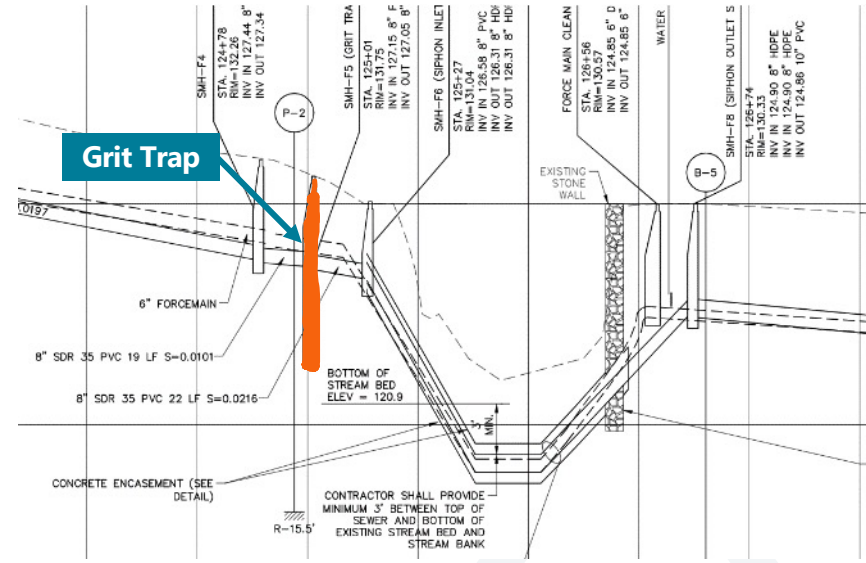 SMH-F4
STA. 124+78
RIM=132.26
INV IN 127.44 8"
INV OUT 127.34
P-2
SMH-F5 (GRIT TRA
STA. 125+01
RIM=131.75
INV IN 127.15 8" P
INV OUT 127.05 8"
SMH-F6 (SIPHON INLET
STA. 125+27
RIM=131.04
INV IN 126.58 8" PVC
INV OUT 126.31 8" HDP
INV OUT 126.31 8" HDP
FORCE MAIN CLEAN
STA. 126+56
RIM=130.57
INV IN 124.85 6" D
INV OUT 124.85 6"
WATER
SMH-F8 (SIPHON OUTLET S
STA. 126+74
RIM=130.33
INV IN 124.90 8" HDPE
INV IN 124.90 8" HDPE
INV OUT 124.86 10" PVC
B-5
Grit Trap
EXISTING
STONE
WALL
.0197
6" FORCEMAIN
8" SDR 35 PVC 19 LF S=0.0101
8" SDR 35 PVC 22 LF S=0.0216
BOTTOM OF
STREAM BED
ELEV = 120.9
3'
MIN.
CONCRETE ENCASEMENT (SEE
DETAIL)
CONTRACTOR SHALL PROVIDE
MINIMUM 3' BETWEEN TOP OF
SEWER AND BOTTOM OF
EXISTING STREAM BED AND
STREAM BANK
R-15.5'